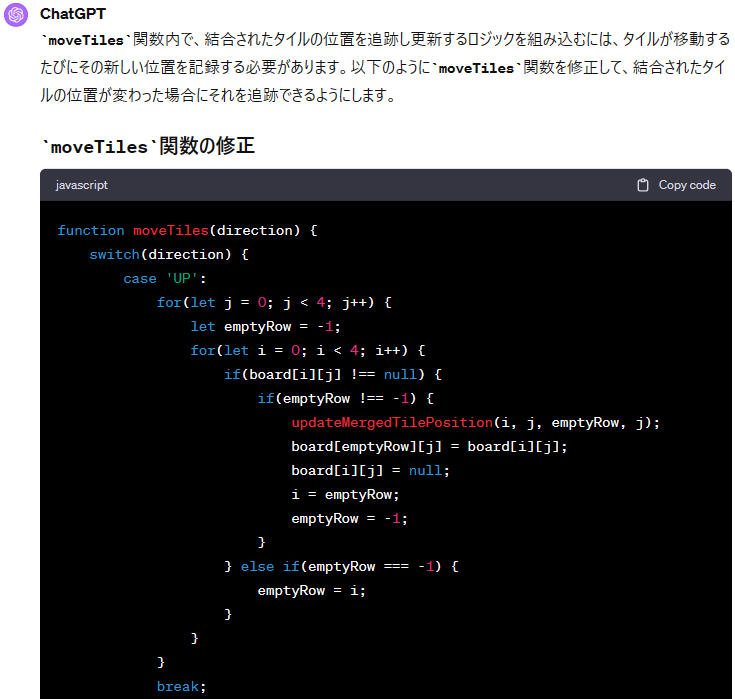 ChatGPT
`moveTiles`関数内で、結合されたタイルの位置を追跡し更新するロジックを組み込むには、タイルが移動する
たびにその新しい位置を記録する必要があります。以下のように`moveTiles`関数を修正して、結合されたタイ
ルの位置が変わった場合にそれを追跡できるようにします。
`moveTiles`関数の修正
javascript Copy code
function moveTiles(direction) {
    switch(direction) {
        case 'UP':
            for(let j = 0; j < 4; j++) {
                let emptyRow = -1;
                for(let i = 0; i < 4; i++) {
                    if(board[i][j] !== null) {
                        if(emptyRow !== -1) {
                            updateMergedTilePosition(i, j, emptyRow, j);
                            board[emptyRow][j] = board[i][j];
                            board[i][j] = null;
                            i = emptyRow;
                            emptyRow = -1;
                        }
                    } else if(emptyRow === -1) {
                        emptyRow = i;
                    }
                }
            }
            break;